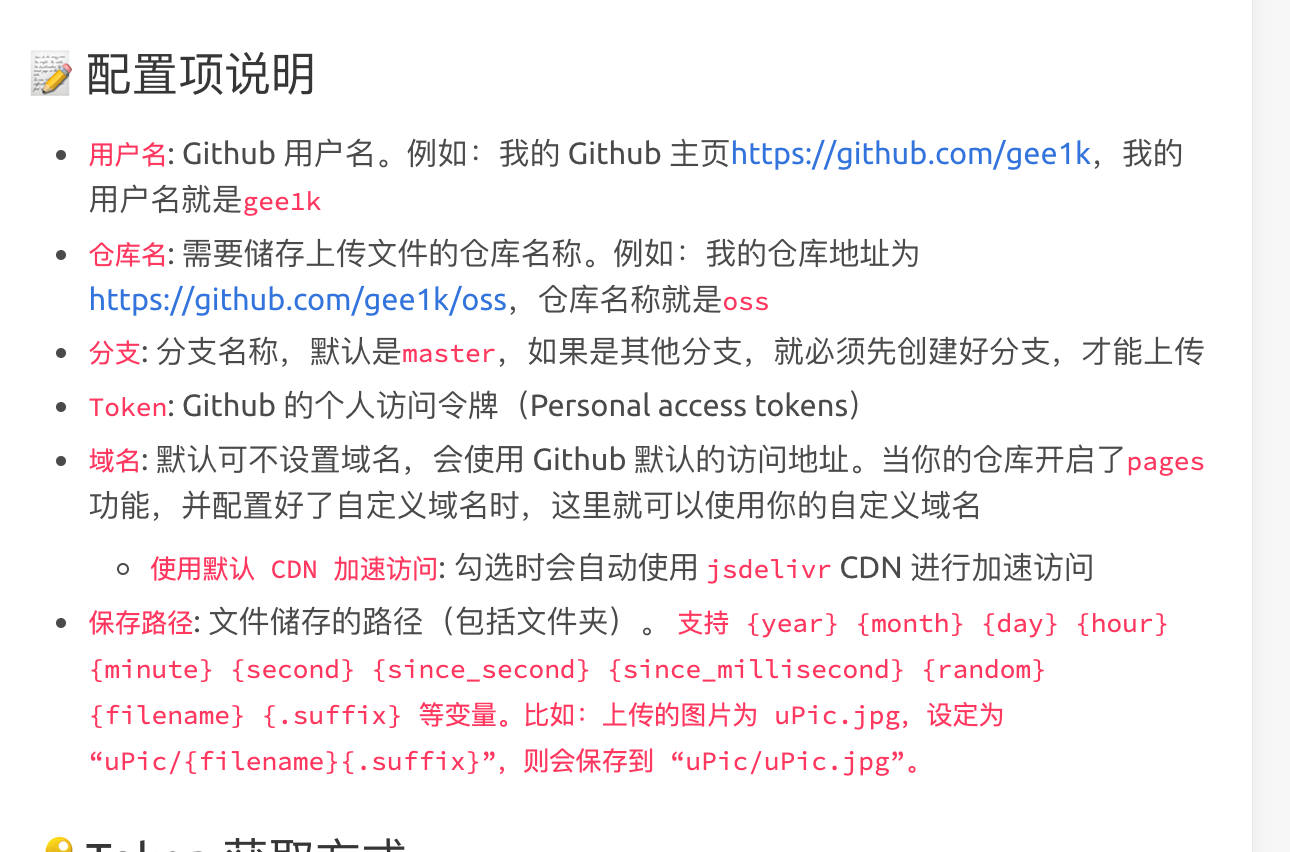 配置项说明
用户名: Github 用户名。例如：我的 Github 主页https://github.com/gee1k，我的
用户名就是gee1k
仓库名: 需要储存上传文件的仓库名称。例如：我的仓库地址为
https://github.com/gee1k/oss，仓库名称就是oss
分支: 分支名称，默认是master，如果是其他分支，就必须先创建好分支，才能上传
Token: Github 的个人访问令牌（Personal access tokens）
域名: 默认可不设置域名，会使用 Github 默认的访问地址。当你的仓库开启了pages
功能，并配置好了自定义域名时，这里就可以使用你的自定义域名
使用默认 CDN 加速访问: 勾选时会自动使用 jsdelivr CDN 进行加速访问
保存路径: 文件储存的路径（包括文件夹）。 支持 {year} {month} {day} {hour}
{minute} {second} {since_second} {since_millisecond} {random}
{filename} {.suffix} 等变量。比如：上传的图片为 uPic.jpg，设定为
“uPic/{filename}{.suffix}”，则会保存到 “uPic/uPic.jpg”。
Token 获取方式